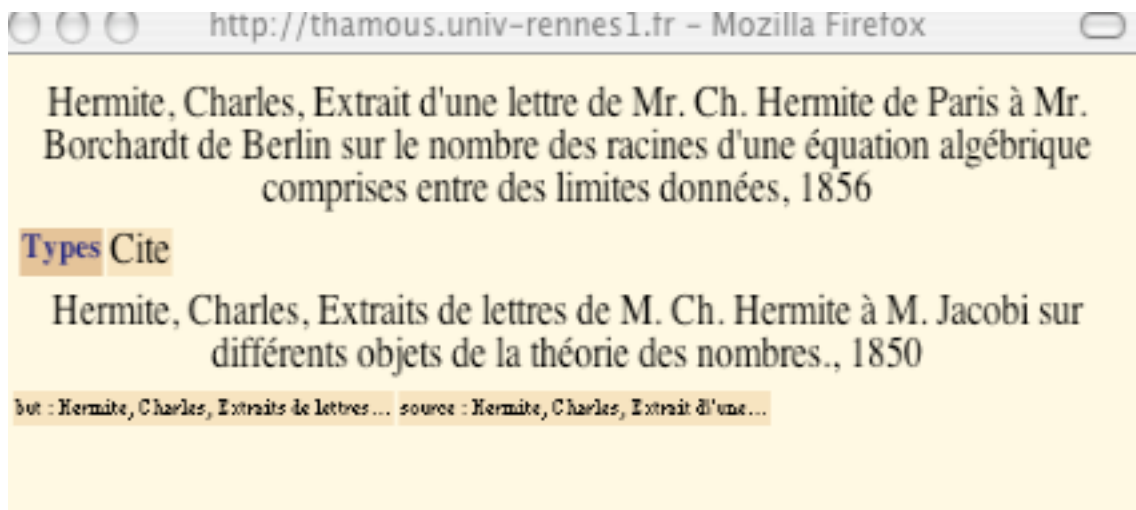 http://thamous.univ-rennes1.fr – Mozilla Firefox
Hermite, Charles, Extrait d'une lettre de Mr. Ch. Hermite de Paris à Mr.
Borchardt de Berlin sur le nombre des racines d'une équation algébrique
comprises entre des limites données, 1856
Types Cite
Hermite, Charles, Extraits de lettres de M. Ch. Hermite à M. Jacobi sur
différents objets de la théorie des nombres., 1850
but : Hermite, Charles, Extraits de lettres... source : Hermite, Charles, Extrait d\'une...